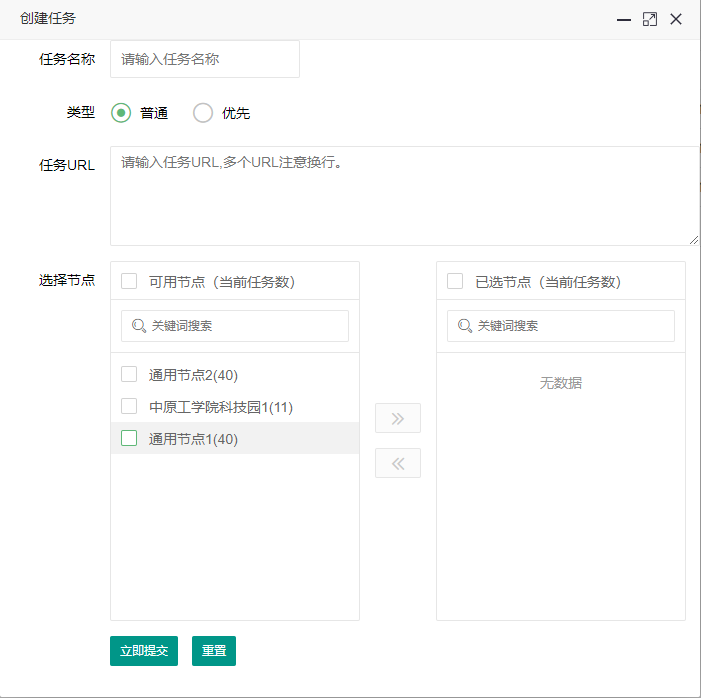 创建任务
任务名称 请输入任务名称
类型 普通 优先
任务URL 请输入任务URL,多个URL注意换行。
选择节点 可用节点（当前任务数） 已选节点（当前任务数）
关键词搜索 关键词搜索
通用节点2(40) 无数据
中原工学院科技园1(11)
通用节点1(40)
立即提交 重置